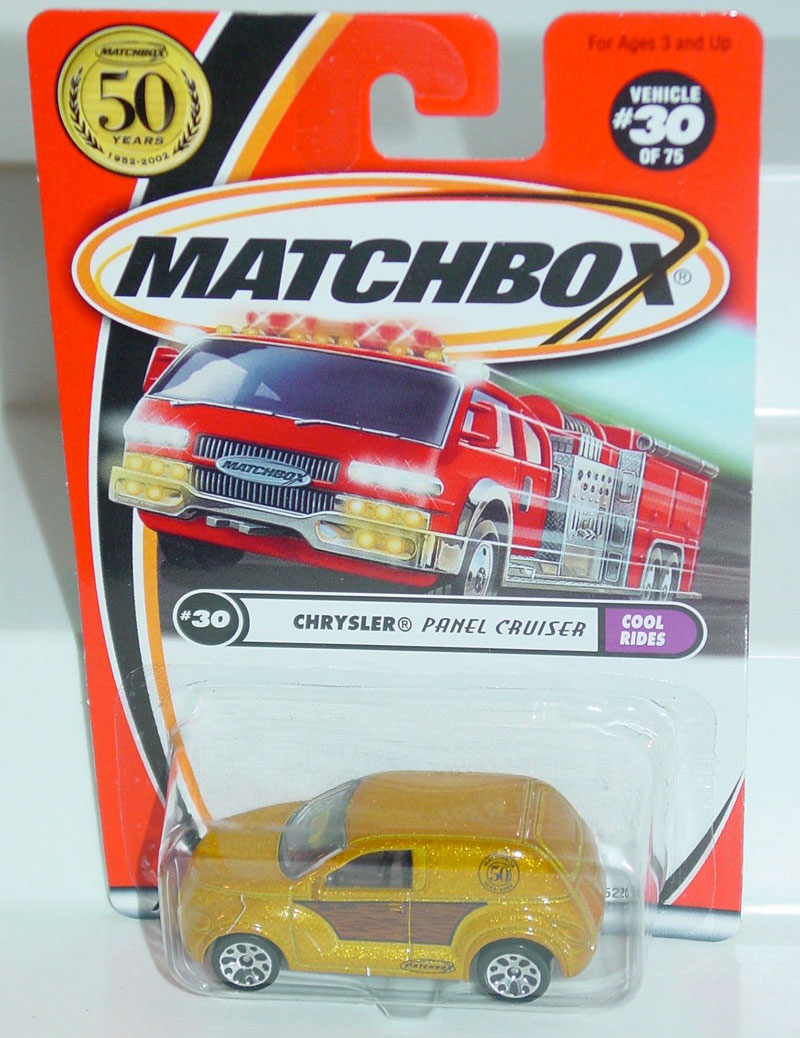 MATCHBOX
50
YEARS
1952-2002
For Ages 3 and Up
VEHICLE
#30
OF 75
MATCHBOX®
MATCHBOX
#30
CHRYSLER® PANEL CRUISER
COOL
RIDES
50
MATCHBOX